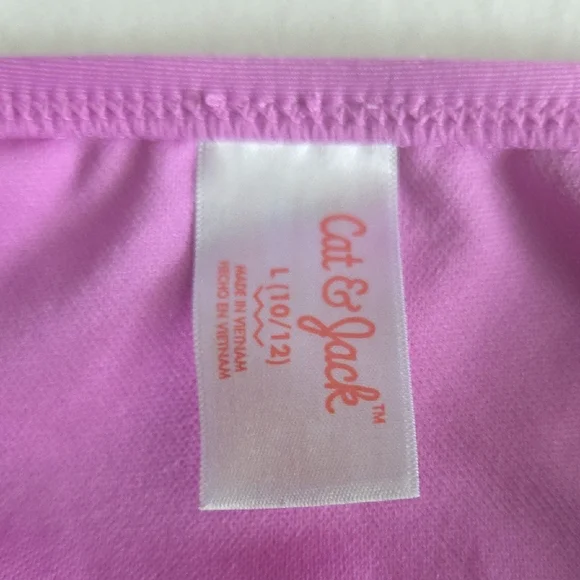 Cat & Jack™
L (10/12)
MADE IN VIETNAM
HECHO EN VIETNAM